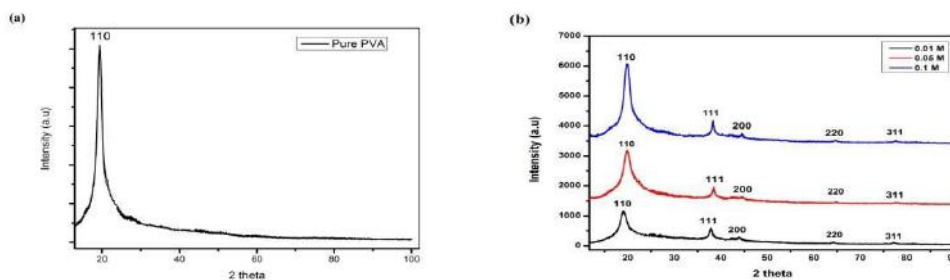 (a)
110
Pure PVA
Intensity (a.u)
20 40 60 80 100
2 theta
(b)
7000
6000
5000
4000
3000
2000
1000
0
Intensity (a.u)
0.01 M
0.05 M
0.1 M
110
111
200
220
311
110
111
200
220
311
110
111
200
220
311
20 30 40 50 60 70 80 90
2 theta